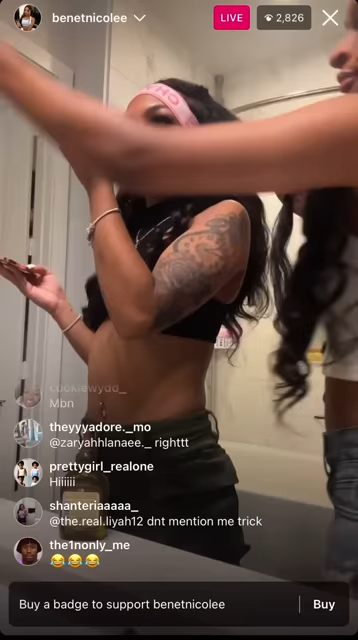 benetnicolee
LIVE
2,826
cookiewydd_
Mbn
theyyyadore._mo
@zaryahhlanaee._ righttt
prettygirl_realone
Hiiiiii
shanteriaaaaa_
@the.real.liyah12 dnt mention me trick
the1nonly_me
😂😂😂
Buy a badge to support benetnicolee
Buy